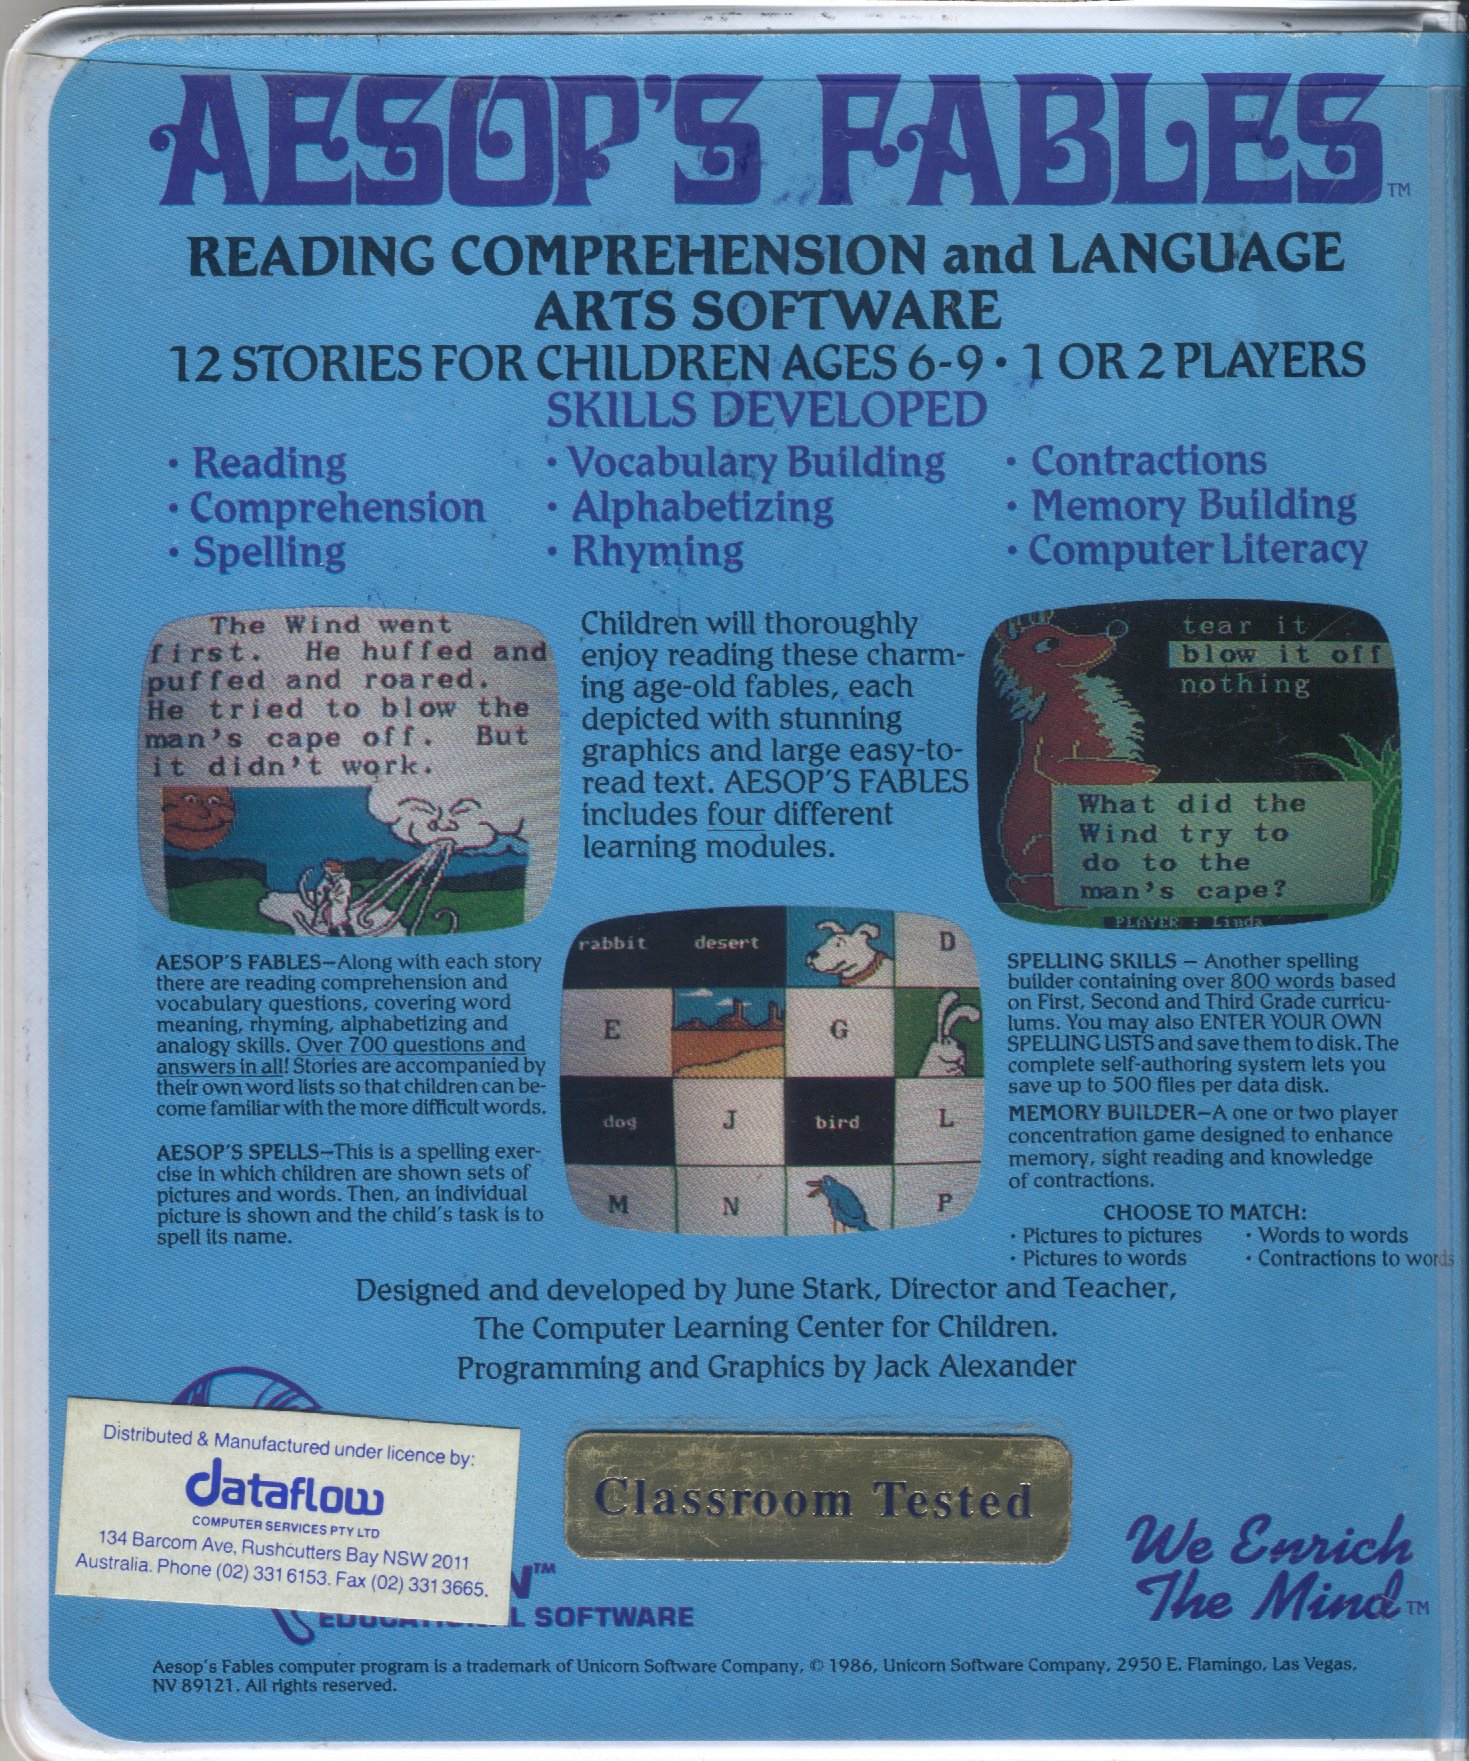 AESOP'S FABLES™
READING COMPREHENSION and LANGUAGE
ARTS SOFTWARE
12 STORIES FOR CHILDREN AGES 6-9 • 1 OR 2 PLAYERS
SKILLS DEVELOPED
• Reading
• Comprehension
• Spelling
• Vocabulary Building
• Alphabetizing
• Rhyming
• Contractions
• Memory Building
• Computer Literacy
The Wind went
first. He huffed and
puffed and roared.
He tried to blow the
man's cape off. But
it didn't work.
Children will thoroughly
enjoy reading these charm-
ing age-old fables, each
depicted with stunning
graphics and large easy-to-
read text. AESOP'S FABLES
includes four different
learning modules.
tear it
blow it off
nothing
What did the
Wind try to
do to the
man's cape?
PLAYER : Linda
rabbit desert D
E G
dog J bird L
M N P
AESOP'S FABLES—Along with each story
there are reading comprehension and
vocabulary questions, covering word
meaning, rhyming, alphabetizing and
analogy skills. Over 700 questions and
answers in all! Stories are accompanied by
their own word lists so that children can be-
come familiar with the more difficult words.
AESOP'S SPELLS—This is a spelling exer-
cise in which children are shown sets of
pictures and words. Then, an individual
picture is shown and the child's task is to
spell its name.
SPELLING SKILLS — Another spelling
builder containing over 800 words based
on First, Second and Third Grade curricu-
lums. You may also ENTER YOUR OWN
SPELLING LISTS and save them to disk. The
complete self-authoring system lets you
save up to 500 files per data disk.
MEMORY BUILDER—A one or two player
concentration game designed to enhance
memory, sight reading and knowledge
of contractions.
CHOOSE TO MATCH:
• Pictures to pictures • Words to words
• Pictures to words • Contractions to words
Designed and developed by June Stark, Director and Teacher,
The Computer Learning Center for Children.
Programming and Graphics by Jack Alexander
Distributed & Manufactured under licence by:
dataflow
COMPUTER SERVICES PTY LTD
134 Barcom Ave, Rushcutters Bay NSW 2011
Australia. Phone (02) 331 6153. Fax (02) 331 3665.
Classroom Tested
N™
SOFTWARE
We Enrich
The Mind™
Aesop's Fables computer program is a trademark of Unicorn Software Company, © 1986, Unicorn Software Company, 2950 E. Flamingo, Las Vegas,
NV 89121. All rights reserved.